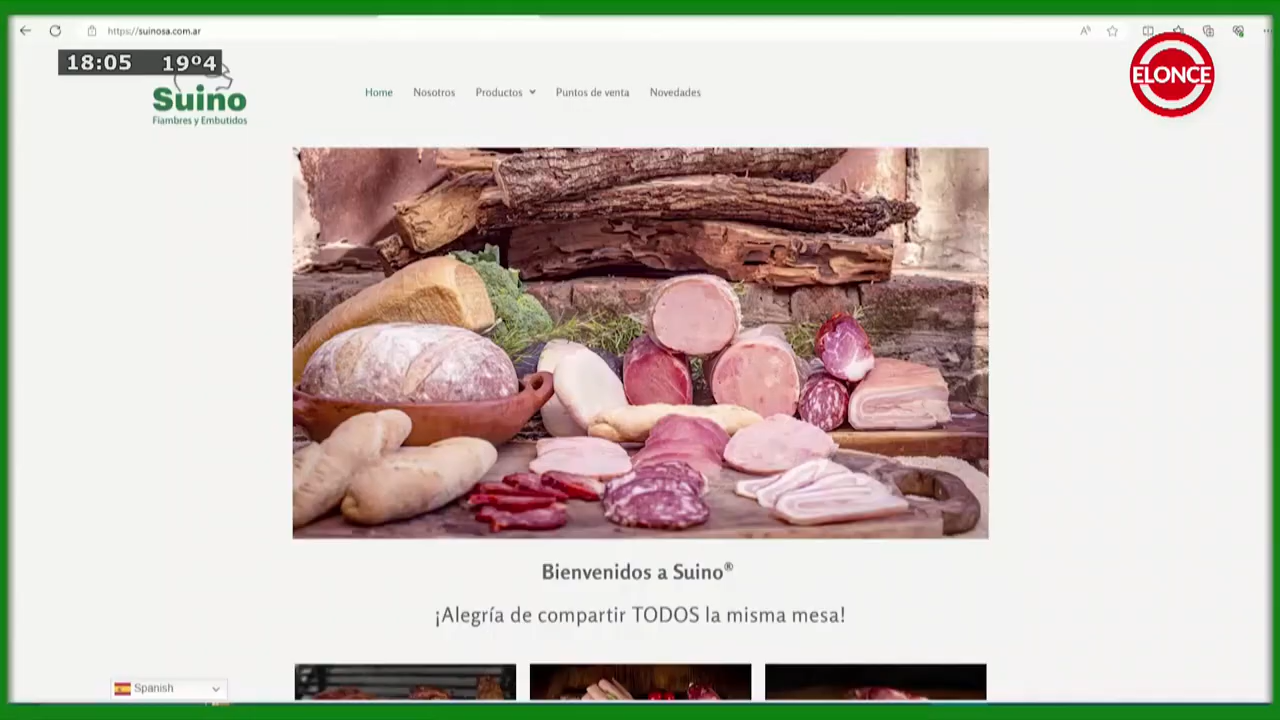 https://suinosa.com.ar
18:05 19º4
ELONCE
Suino
Fiambres y Embutidos
Home Nosotros Productos Puntos de venta Novedades
Bienvenidos a Suino®
¡Alegría de compartir TODOS la misma mesa!
Spanish